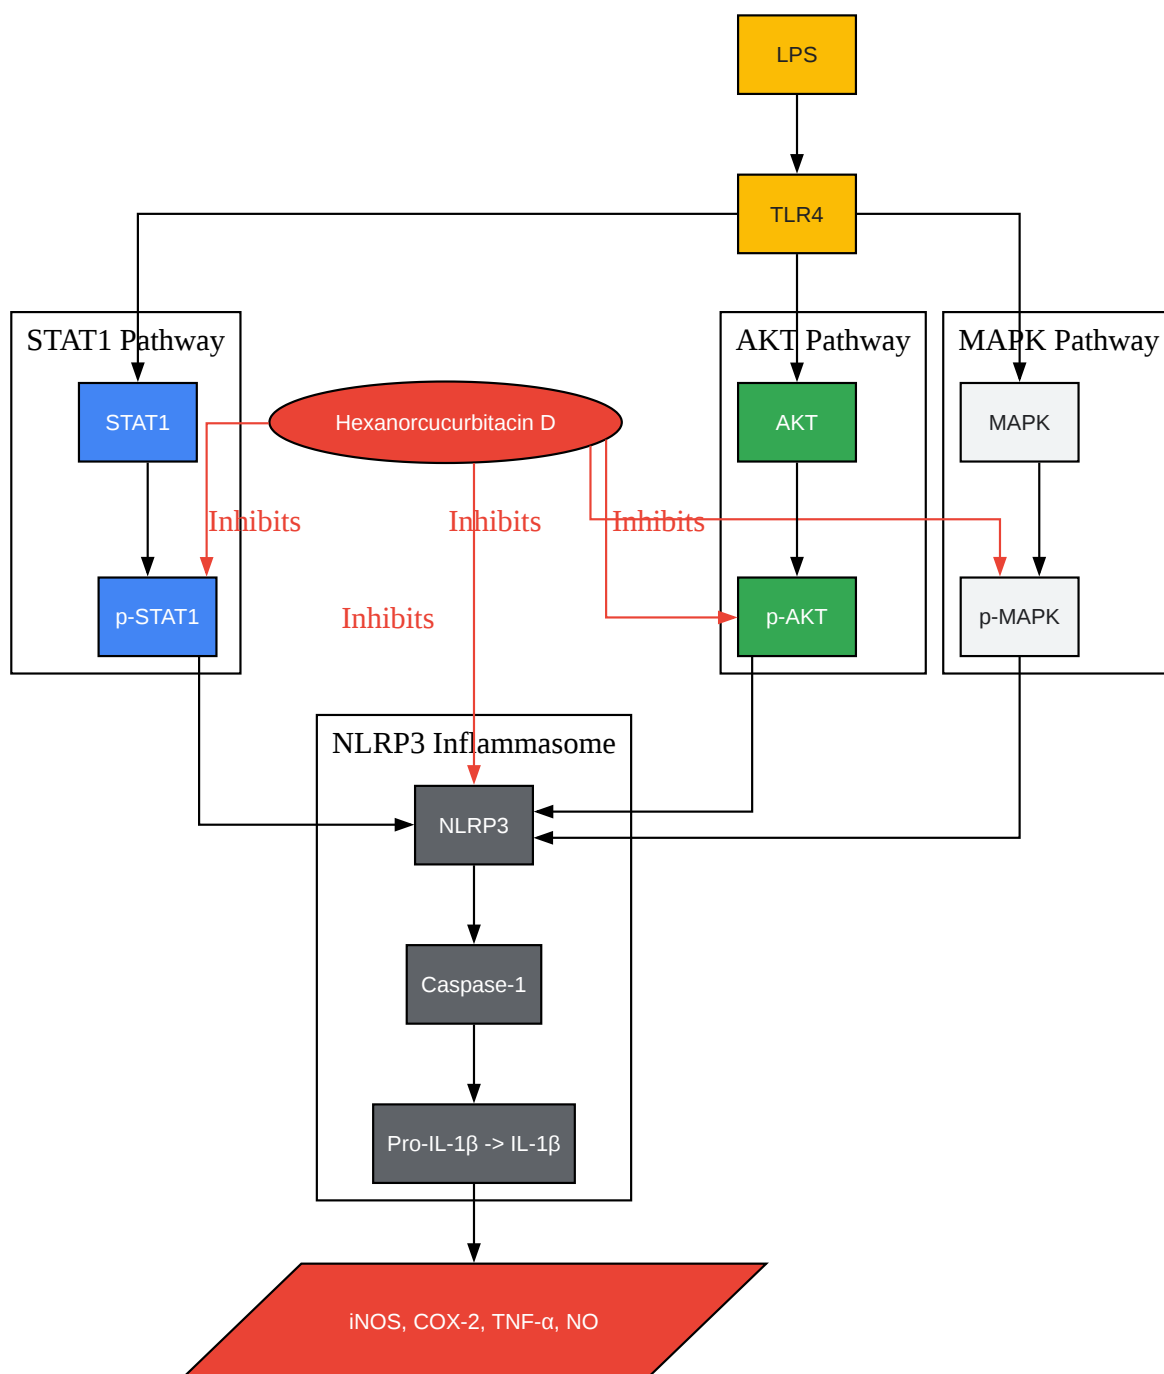 LPS
TLR4
STAT1 Pathway
AKT Pathway
MAPK Pathway
STAT1
Hexanorcucurbitacin D
AKT
MAPK
Inhibits
Inhibits
Inhibits
p-STAT1
Inhibits
p-AKT
p-MAPK
NLRP3 Inflammasome
NLRP3
Caspase-1
Pro-IL-1β -> IL-1β
iNOS, COX-2, TNF-α, NO